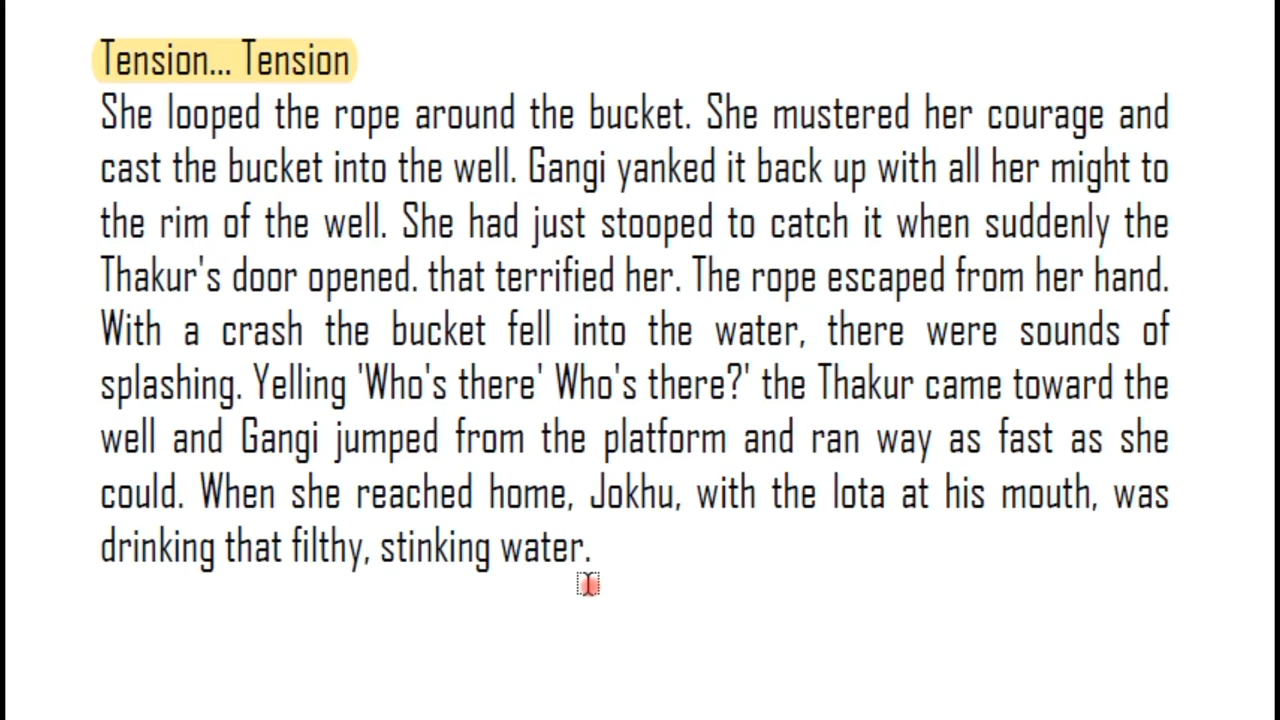 Tension... Tension
She looped the rope around the bucket. She mustered her courage and
cast the bucket into the well. Gangi yanked it back up with all her might to
the rim of the well. She had just stooped to catch it when suddenly the
Thakur's door opened. that terrified her. The rope escaped from her hand.
With a crash the bucket fell into the water, there were sounds of
splashing. Yelling 'Who's there' Who's there?' the Thakur came toward the
well and Gangi jumped from the platform and ran way as fast as she
could. When she reached home, Jokhu, with the lota at his mouth, was
drinking that filthy, stinking water.